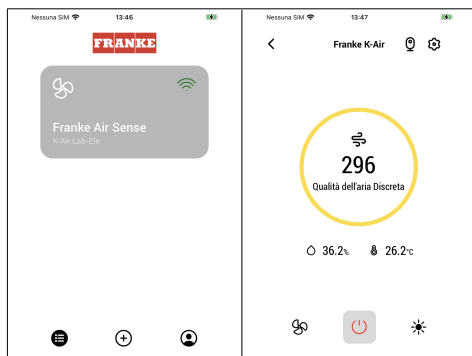 Nessuna SIM 13:46
FRANKE
Franke Air Sense
K-Air Lab-Ele
Nessuna SIM 13:47
Franke K-Air
296
Qualità dell'aria Discreta
36.2% 26.2°C